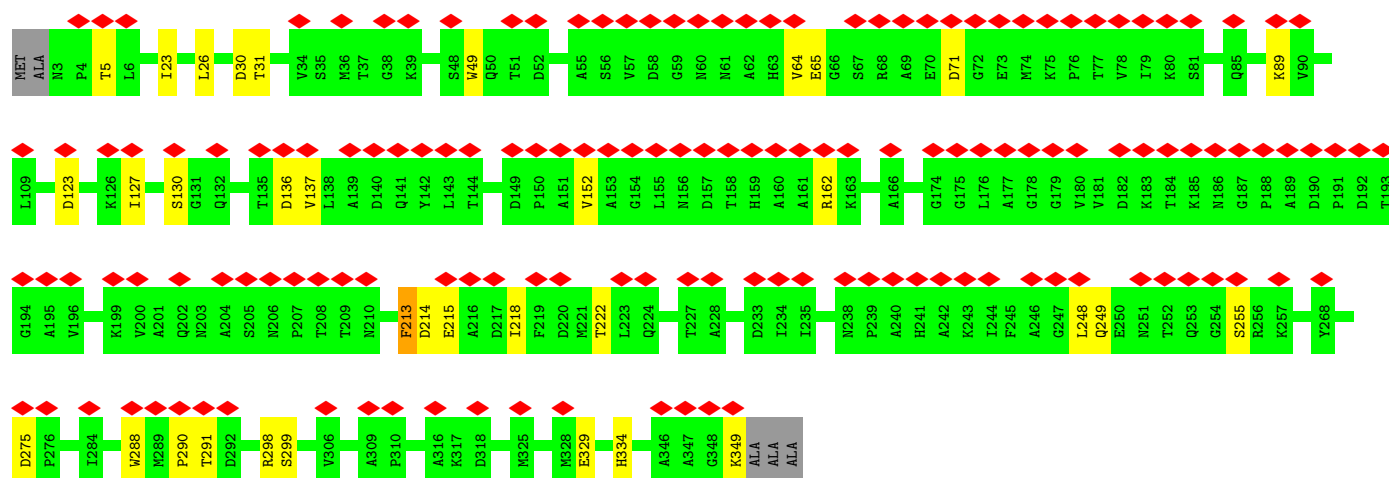 MET ALA N3 P4 T5 L6 I23 L26 D30 T31 V34 S35 M36 T37 G38 K39 S48 W49 Q50 T51 D52 A55 S56 V57 D58 G59 N60 N61 A62 H63 V64 E65 G66 S67 R68 A69 E70 D71 G72 E73 M74 K75 P76 T77 V78 I79 K80 S81 Q85 K89 V90
L109 D123 K126 I127 S130 G131 Q132 T135 D136 V137 L138 A139 D140 Q141 Y142 L143 T144 D149 P150 A151 V152 A153 G154 L155 N156 D157 T158 H159 A160 A161 R162 K163 A166 G174 G175 L176 A177 G178 G179 V180 V181 D182 K183 T184 K185 N186 G187 P188 A189 D190 P191 D192 T193
G194 A195 V196 K199 V200 A201 Q202 N203 A204 S205 N206 P207 T208 T209 N210 F213 D214 E215 A216 D217 I218 F219 D220 M221 T222 L223 Q224 T227 A228 D233 I234 I235 N238 P239 A240 H241 A242 K243 I244 F245 A246 G247 L248 Q249 E250 N251 T252 Q253 G254 S255 R256 K257 Y268
D275 P276 I284 W288 M289 P290 T291 D292 R298 S299 V306 A309 P310 A316 K317 D318 M325 M328 E329 H334 A346 A347 G348 K349 ALA ALA ALA